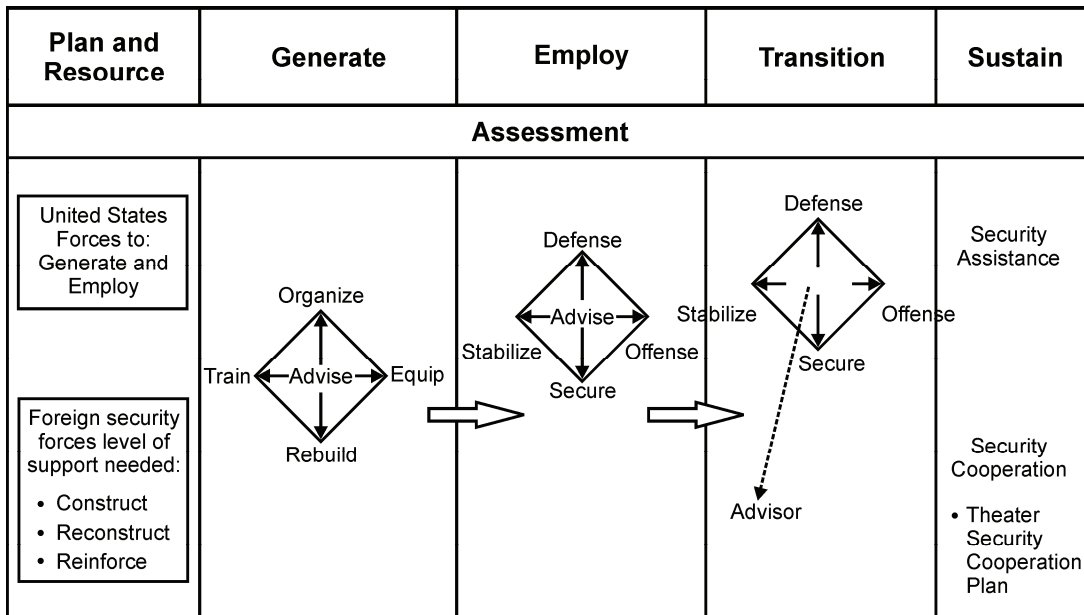 Plan and
Resource
Generate
Employ
Transition
Sustain
Assessment
United States
Forces to:
Generate and
Employ
Foreign security
forces level of
support needed:
• Construct
• Reconstruct
• Reinforce
Organize
Train
Advise
Equip
Rebuild
Defense
Advise
Stabilize
Offense
Secure
Defense
Stabilize
Offense
Secure
Advisor
Security
Assistance
Security
Cooperation
• Theater
Security
Cooperation
Plan